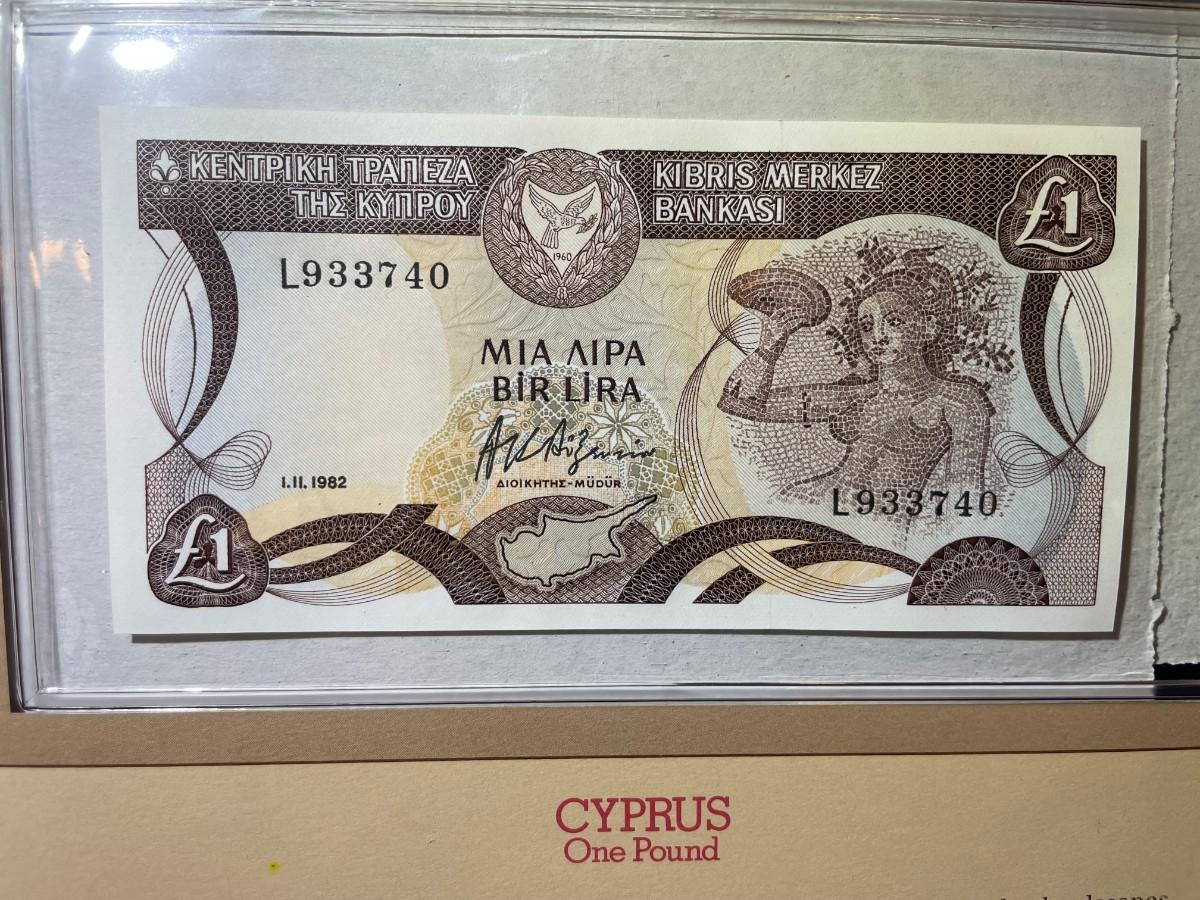 ΚΕΝΤΡΙΚΗ ΤΡΑΠΕΖΑ
ΤΗΣ ΚΥΠΡΟΥ
KIBRIS MERKEZ
BANKASI
£1
1960
L933740
ΜΙΑ ΛΙΡΑ
BİR LİRA
ΔΙΟΙΚΗΤΗΣ-MÜDÜR
1.11.1982
L933740
£1
CYPRUS
One Pound